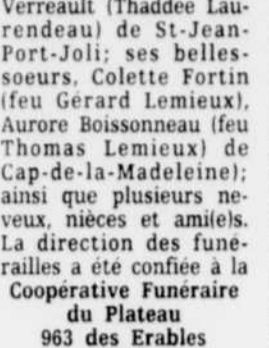 Verreault (Thaddée Lau-
rendeau) de St-Jean-
Port-Joli; ses belles-
soeurs, Colette Fortin
(feu Gérard Lemieux),
Aurore Boissonneau (feu
Thomas Lemieux) de
Cap-de-la-Madeleine);
ainsi que plusieurs ne-
veux, nièces et ami(e)s.
La direction des funé-
railles a été confiée à la
Coopérative Funéraire
du Plateau
963 des Erables